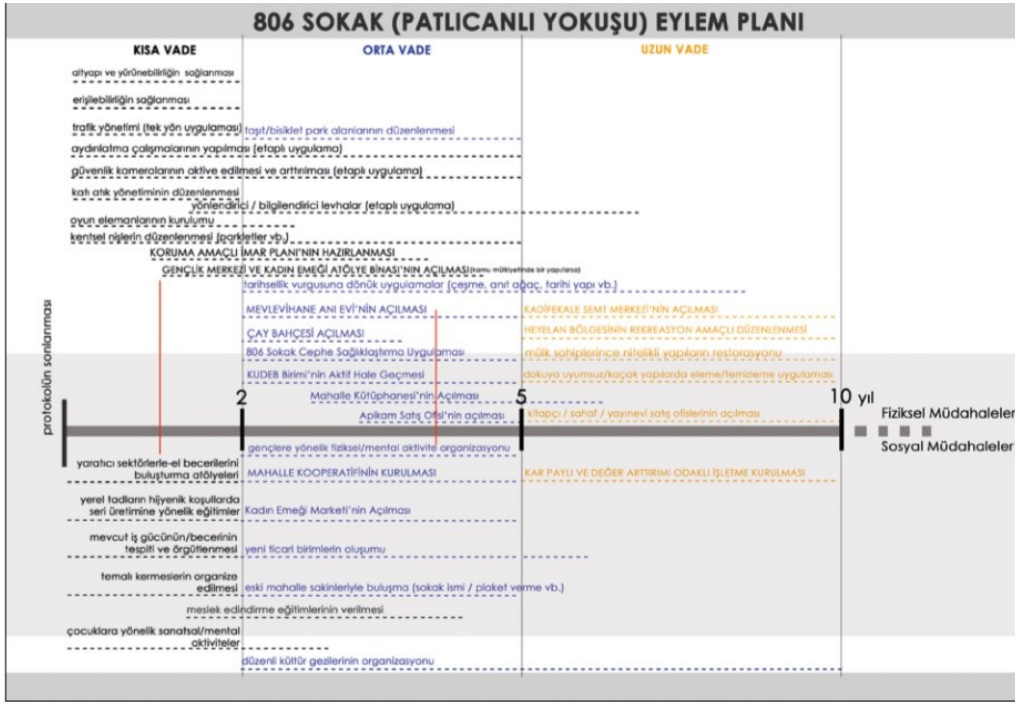 806 SOKAK (PATLICANLI YOKUŞU) EYLEM PLANI
KISA VADE
ORTA VADE
UZUN VADE
altyapı ve yürünebilirliğin sağlanması
erişilebilirliğin sağlanması
trafik yönetimi (tek yön uygulaması)
taşıt/bisiklet park alanlarının düzenlenmesi
aydınlatma çalışmalarının yapılması (etaplı uygulama)
güvenlik kameralarının aktive edilmesi ve arttırılması (etaplı uygulama)
katı atık yönetiminin düzenlenmesi
yönlendirici / bilgilendirici levhalar (etaplı uygulama)
oyun elemanlarının kurulumu
kentsel nişlerin düzenlenmesi (parkletler vb.)
KORUMA AMAÇLI İMAR PLANI'NIN HAZIRLANMASI
GENÇLİK MERKEZİ VE KADIN EMEĞİ ATÖLYE BİNASI'NIN AÇILMASI (kamu mülkiyetinde bir yapı/arsa)
tarihsellik vurgusuna dönük uygulamalar (çeşme, anıt ağaç, tarihi yapı vb.)
MEVLEVİHANE ANI EVİ'NİN AÇILMASI
KADİFEKALE SEMT MERKEZİ'NİN AÇILMASI
ÇAY BAHÇESİ AÇILMASI
HEYELAN BÖLGESİNİN REKREASYON AMAÇLI DÜZENLENMESİ
806 Sokak Cephe Sağlıklaştırma Uygulaması
mülk sahiplerince nitelikli yapıların restorasyonu
KUDEB Birimi'nin Aktif Hale Geçmesi
dokuya uyumsuz/kaçak yapılarda eleme/temizleme uygulaması
Mahalle Kütüphanesi'nin Açılması
Apikam Satış Ofisi'nin açılması
kitapçı / sahaf / yayınevi satış ofislerinin açılması
protokolün sonlanması
2
5
10 yıl
Fiziksel Müdahaleler
Sosyal Müdahaleler
gençlere yönelik fiziksel/mental aktivite organizasyonu
yaratıcı sektörlerle-el becerilerini
buluşturma atölyeleri
MAHALLE KOOPERATİFİNİN KURULMASI
KAR PAYLI VE DEĞER ARTTIRIMI ODAKLI İŞLETME KURULMASI
yerel tadların hijyenik koşullarda
seri üretimine yönelik eğitimler
Kadın Emeği Marketi'nin Açılması
mevcut iş gücünün/becerinin
tespiti ve örgütlenmesi
yeni ticari birimlerin oluşumu
temalı kermeslerin organize
edilmesi
eski mahalle sakinleriyle buluşma (sokak ismi / plaket verme vb.)
meslek edindirme eğitimlerinin verilmesi
çocuklara yönelik sanatsal/mental
aktiviteler
düzenli kültür gezilerinin organizasyonu